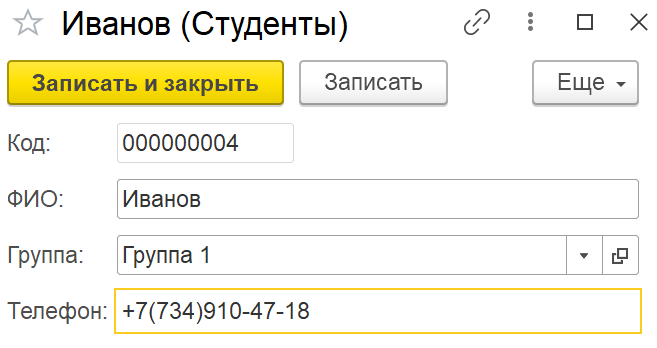 Иванов (Студенты)
Записать и закрыть Записать Еще
Код: 000000004
ФИО: Иванов
Группа: Группа 1
Телефон: +7(734)910-47-18